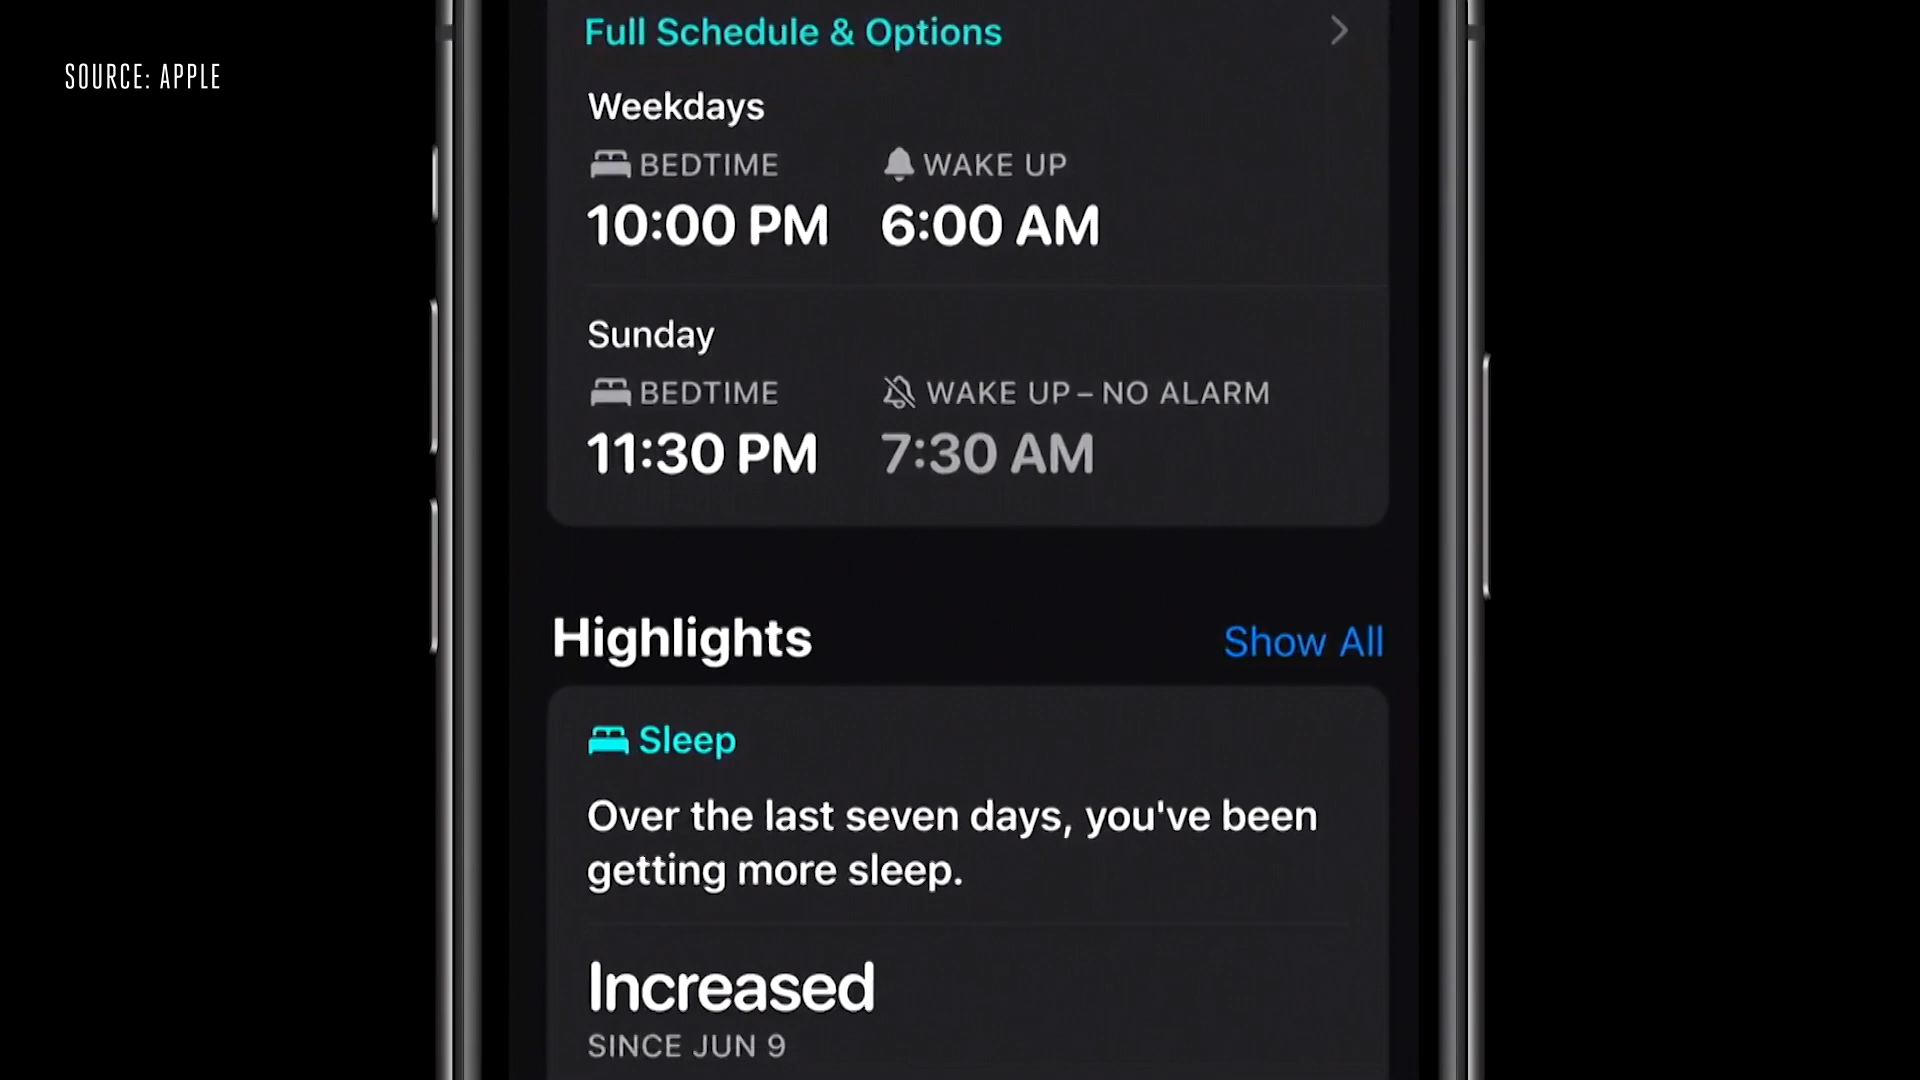 SOURCE: APPLE
Full Schedule & Options
Weekdays
BEDTIME WAKE UP
10:00 PM 6:00 AM
Sunday
BEDTIME WAKE UP – NO ALARM
11:30 PM 7:30 AM
Highlights Show All
Sleep
Over the last seven days, you've been
getting more sleep.
Increased
SINCE JUN 9